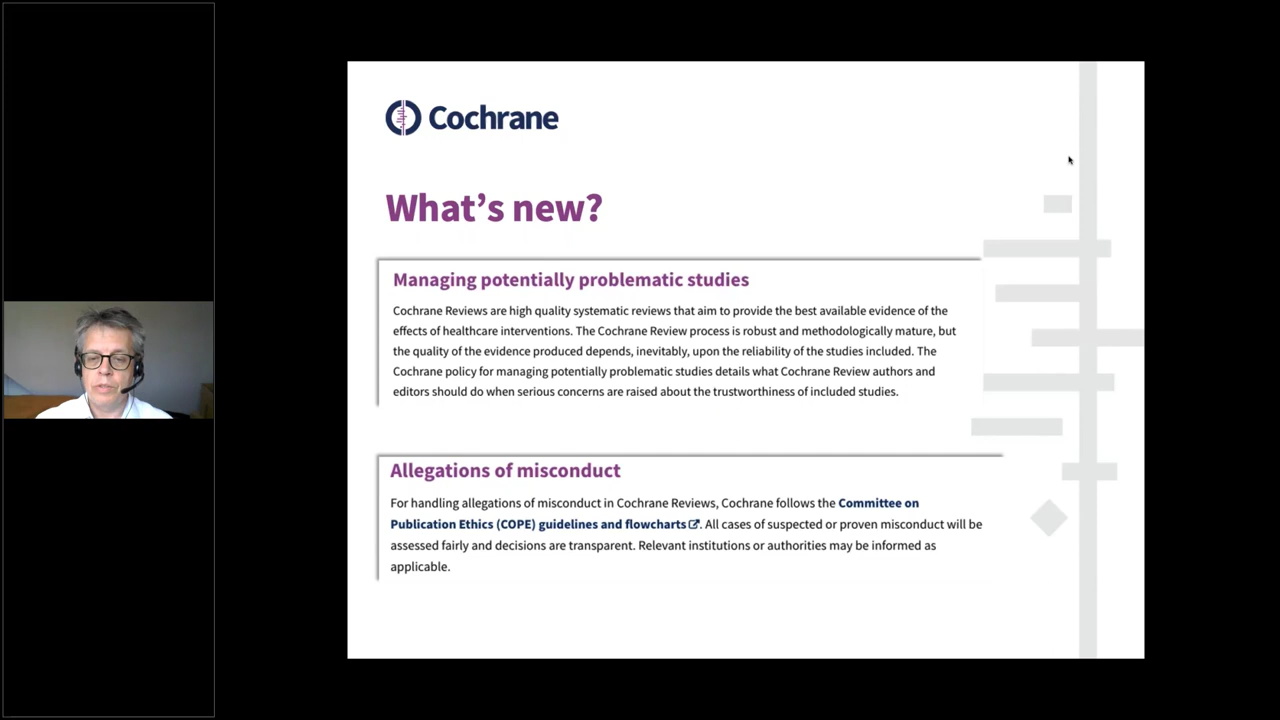 Cochrane
What's new?
Managing potentially problematic studies
Cochrane Reviews are high quality systematic reviews that aim to provide the best available evidence of the
effects of healthcare interventions. The Cochrane Review process is robust and methodologically mature, but
the quality of the evidence produced depends, inevitably, upon the reliability of the studies included. The
Cochrane policy for managing potentially problematic studies details what Cochrane Review authors and
editors should do when serious concerns are raised about the trustworthiness of included studies.
Allegations of misconduct
For handling allegations of misconduct in Cochrane Reviews, Cochrane follows the Committee on
Publication Ethics (COPE) guidelines and flowcharts. All cases of suspected or proven misconduct will be
assessed fairly and decisions are transparent. Relevant institutions or authorities may be informed as
applicable.